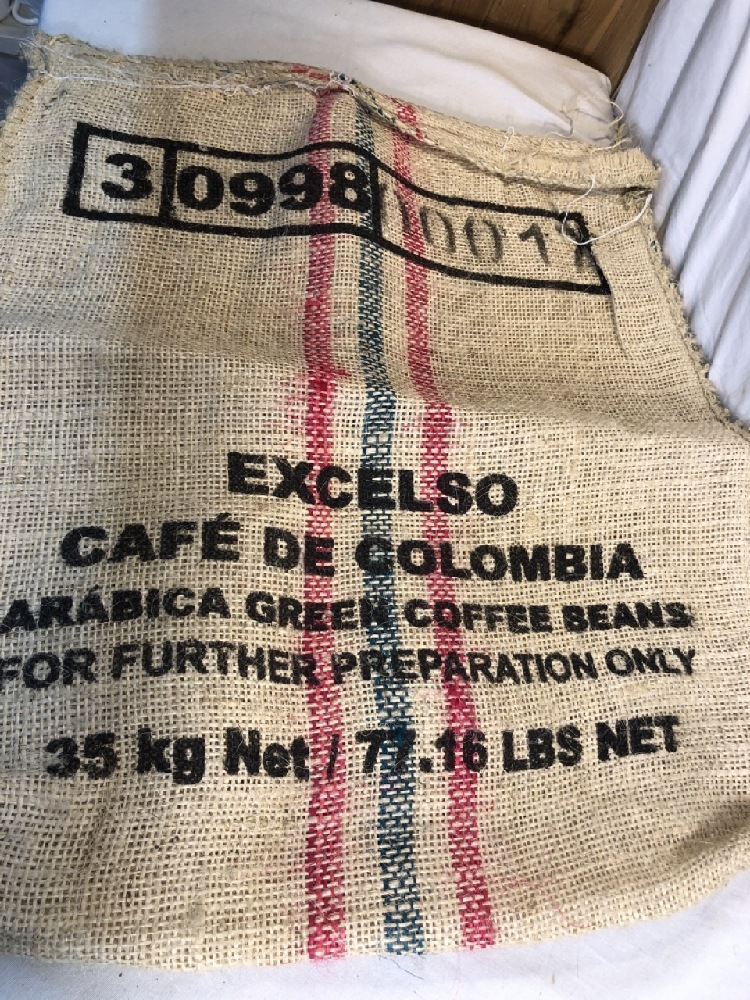 3 0998 00017
EXCELSO
CAFÉ DE COLOMBIA
ARÁBICA GREEN COFFEE BEANS
FOR FURTHER PREPARATION ONLY
35 kg Net / 77.16 LBS NET